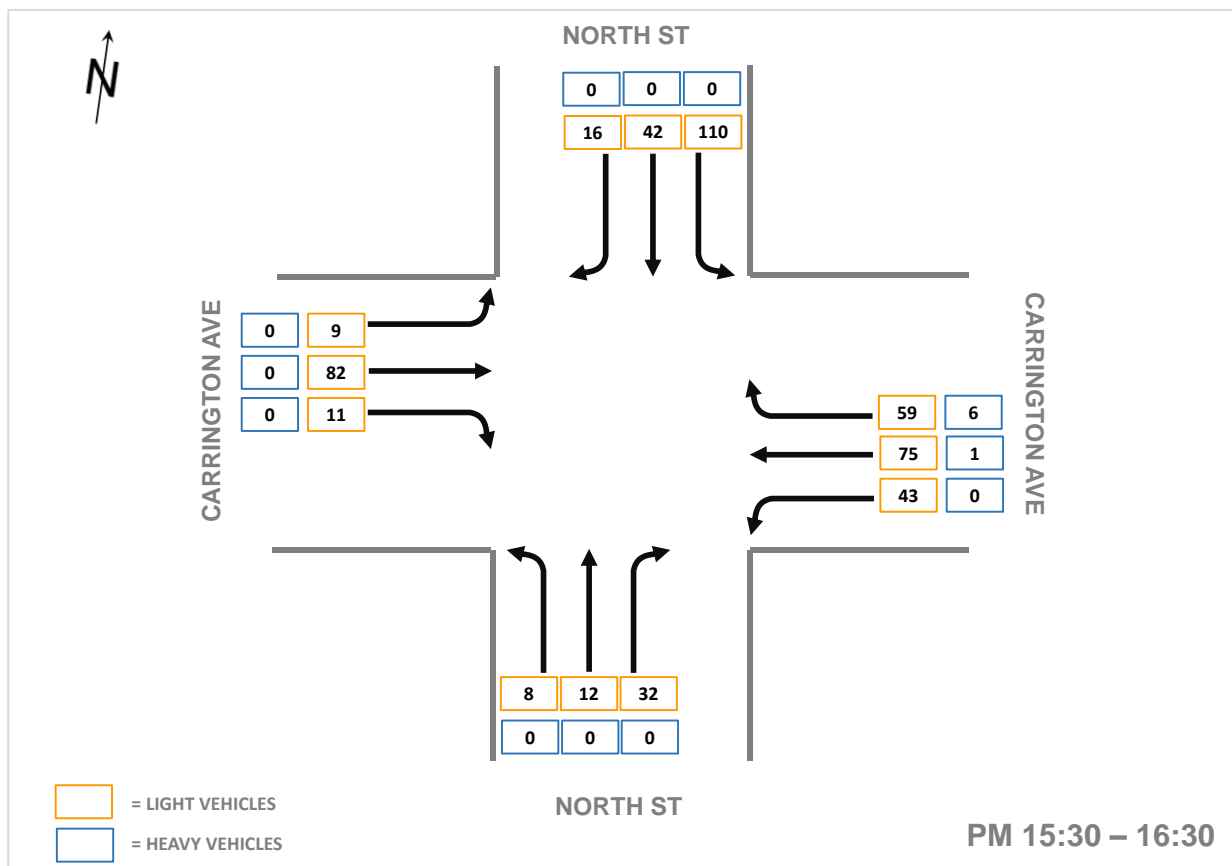 NORTH ST
N
0 0 0
16 42 110
CARRINGTON AVE
0 9
0 82
0 11
CARRINGTON AVE
59 6
75 1
43 0
8 12 32
0 0 0
NORTH ST
= LIGHT VEHICLES
= HEAVY VEHICLES
PM 15:30 – 16:30